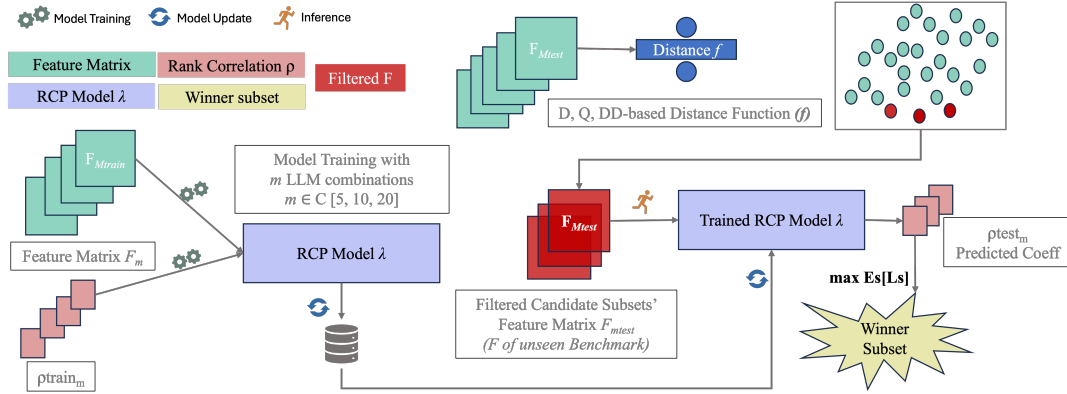 Model Training
Model Update
Inference
Feature Matrix
Rank Correlation ρ
Filtered F
RCP Model λ
Winner subset
F_Mtest
Distance f
D, Q, DD-based Distance Function (f)
F_Mtrain
Feature Matrix F_m
ρtrain_m
Model Training with
m LLM combinations
m ∈ C [5, 10, 20]
RCP Model λ
F_Mtest
Filtered Candidate Subsets'
Feature Matrix F_mtest
(F of unseen Benchmark)
Trained RCP Model λ
ρtest_m
Predicted Coeff
max Es[Ls]
Winner
Subset